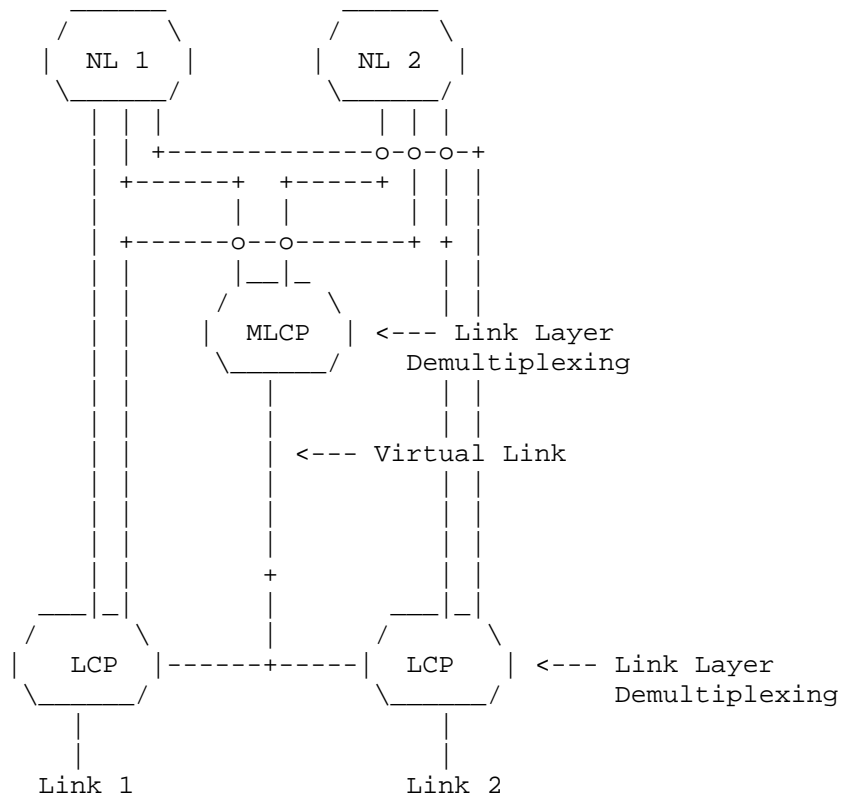 NL 1 NL 2
MLCP <--- Link Layer
Demultiplexing
<--- Virtual Link
LCP LCP <--- Link Layer
Demultiplexing
Link 1 Link 2